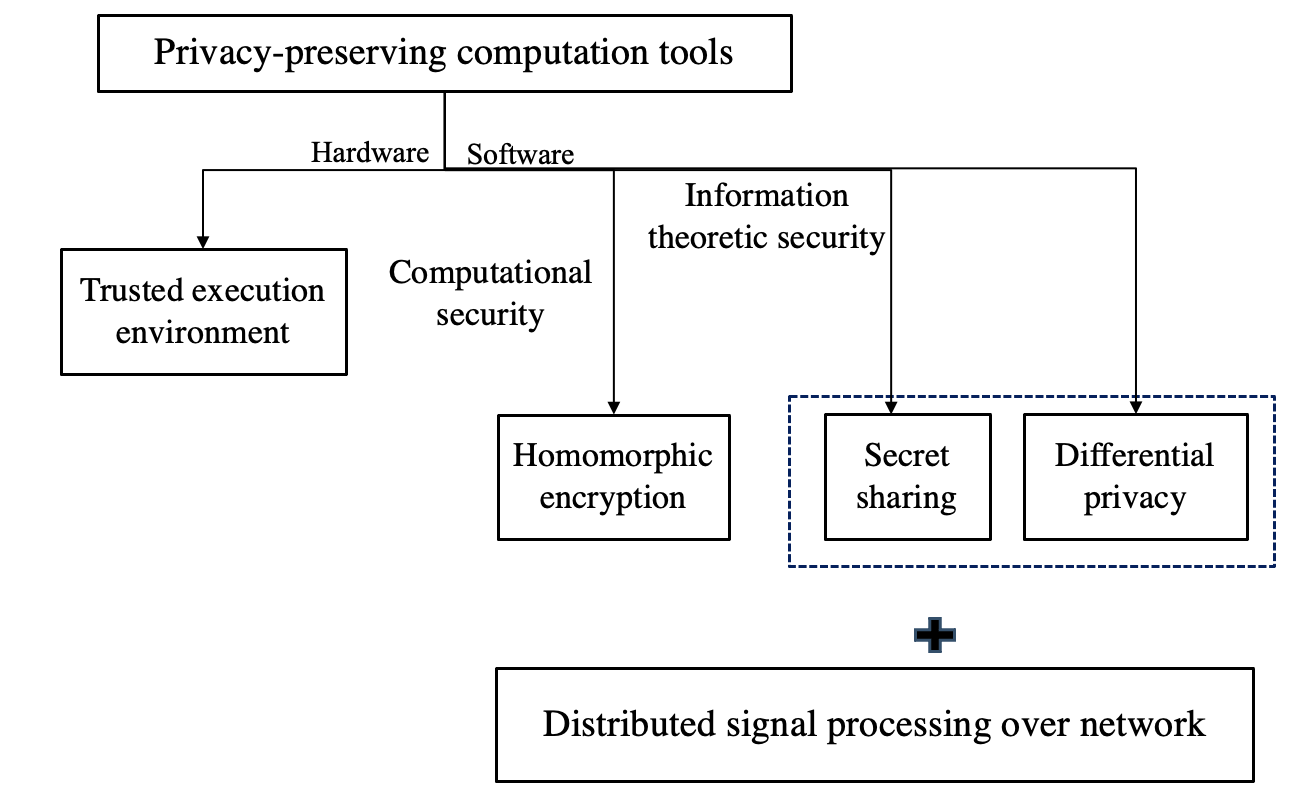 Privacy-preserving computation tools
Hardware
Software
Information
theoretic security
Computational
security
Trusted execution
environment
Homomorphic
encryption
Secret
sharing
Differential
privacy
Distributed signal processing over network